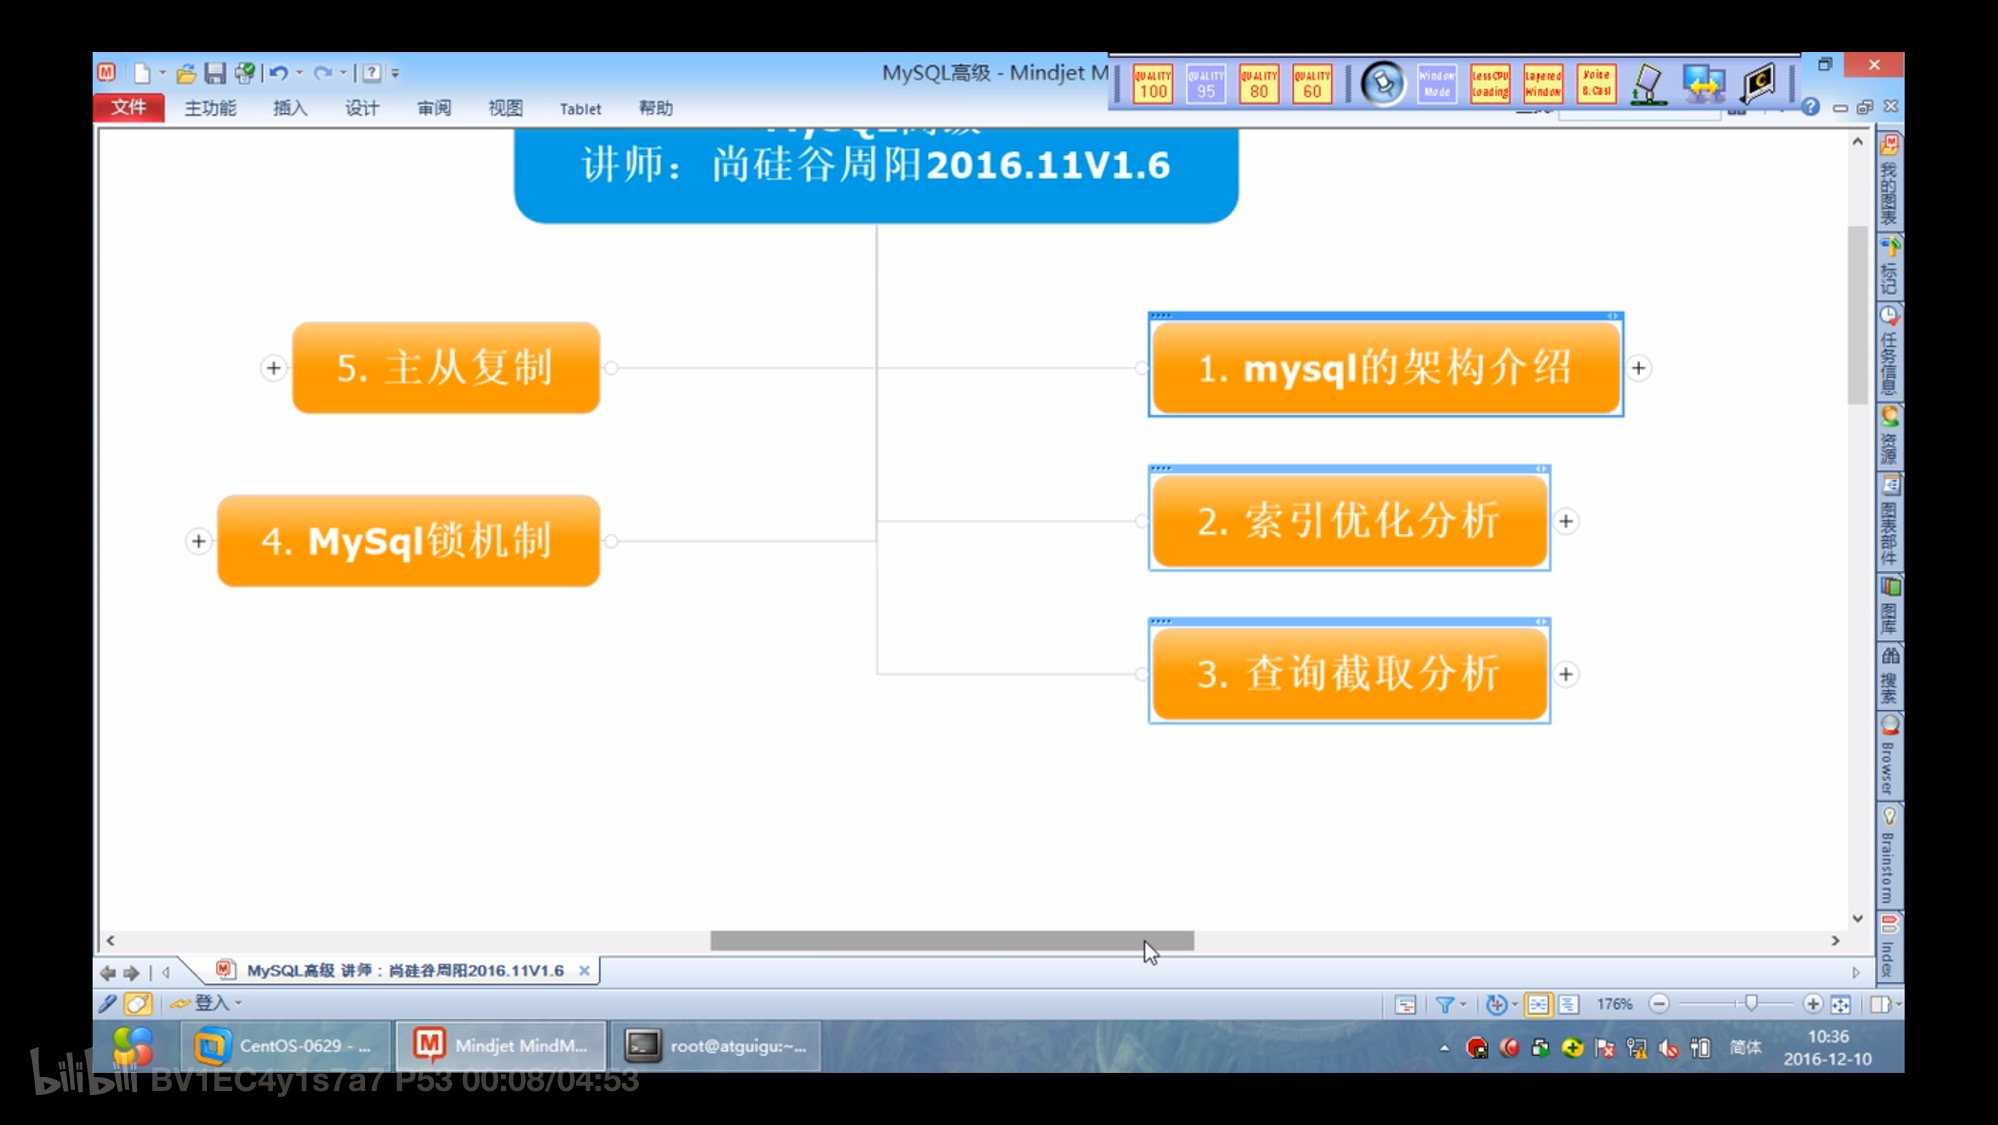 MySQL高级 - Mindjet M
QUALITY 100
QUALITY 95
QUALITY 80
QUALITY 60
Window Mode
LessCPU Loading
Layered Window
Voice B.Cast
文件 主功能 插入 设计 审阅 视图 Tablet 帮助
讲师：尚硅谷周阳2016.11V1.6
5. 主从复制
1. mysql的架构介绍
4. MySql锁机制
2. 索引优化分析
3. 查询截取分析
我的图表
标记
任务信息
资源
图表部件
图库
搜索
Browser
Brainstorm
Index
MySQL高级 讲师：尚硅谷周阳2016.11V1.6
登入
176%
CentOS-0629 - ...
Mindjet MindM...
root@atguigu:~...
简体
10:36
2016-12-10
bilibili BV1EC4y1s7a7 P53 00:08/04:53